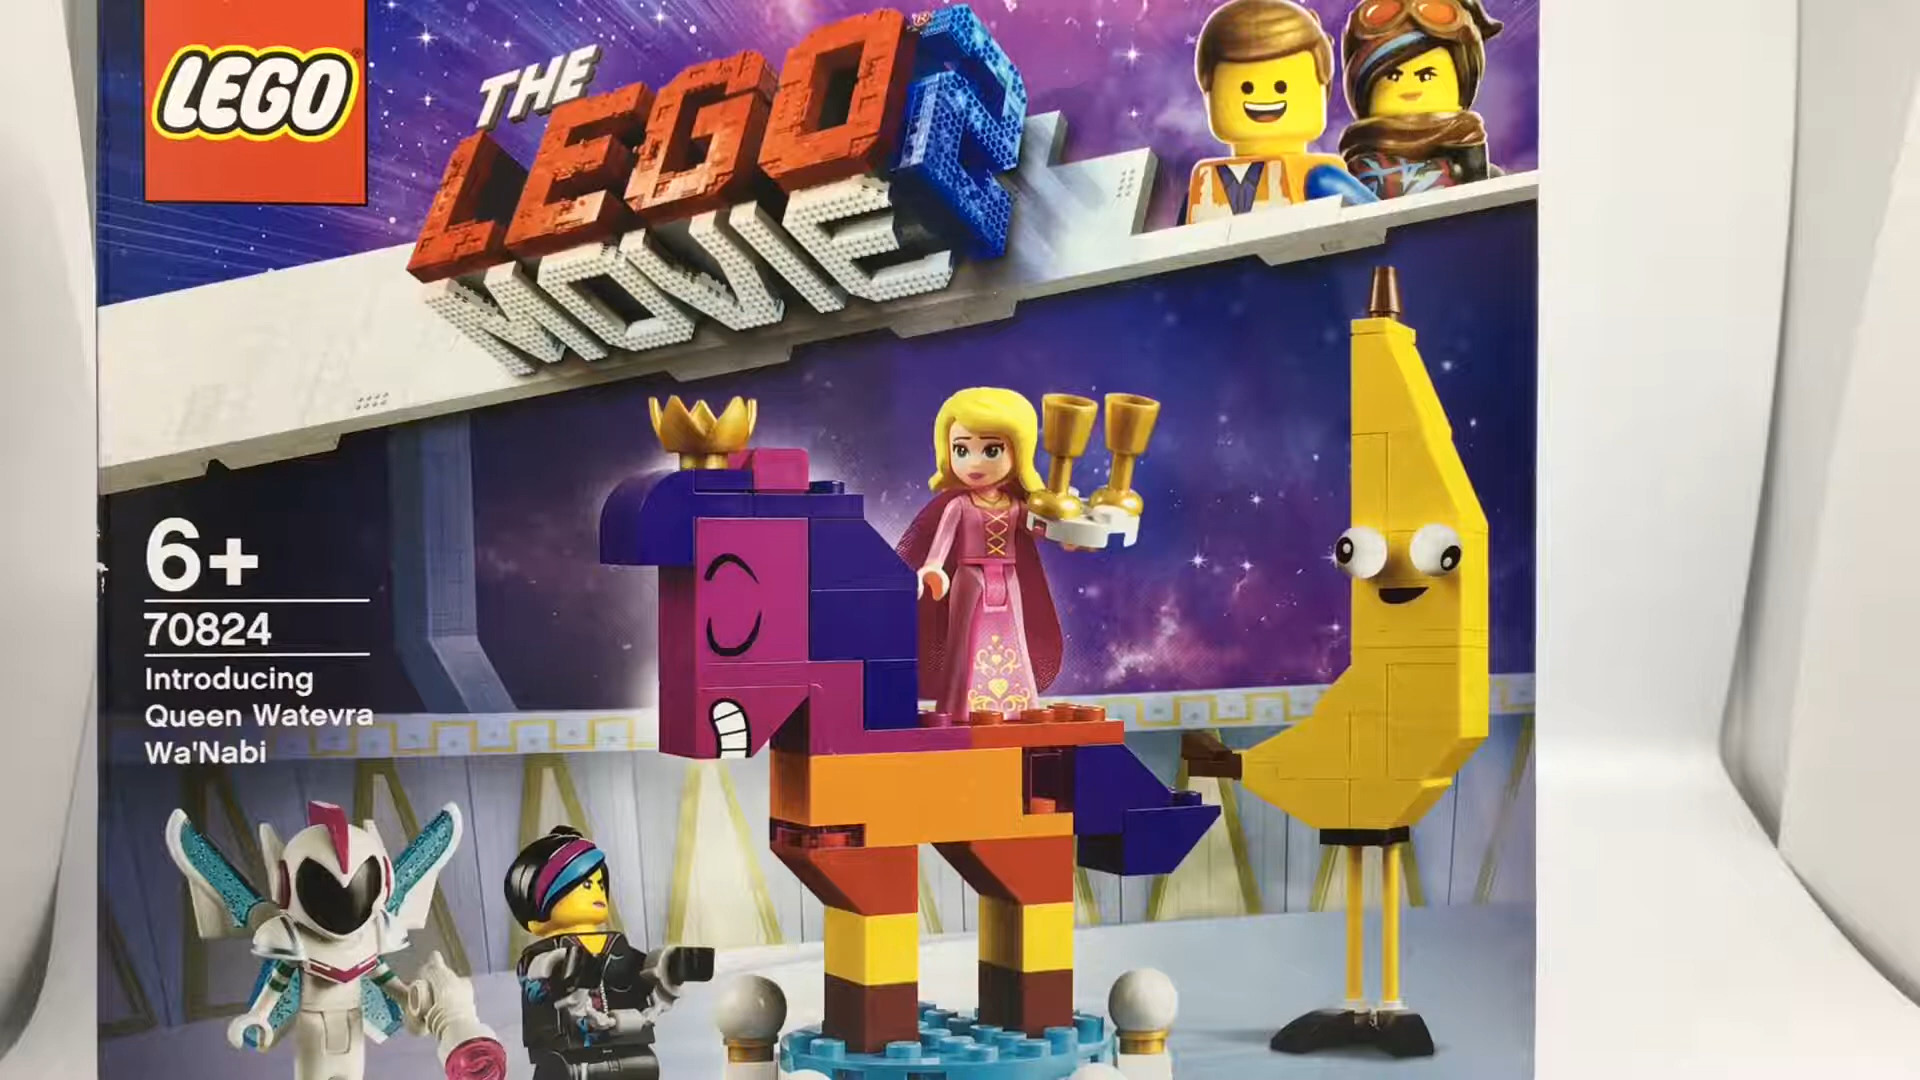 LEGO
THE
LEGO 2
MOVIE
6+
70824
Introducing
Queen Watevra
Wa'Nabi